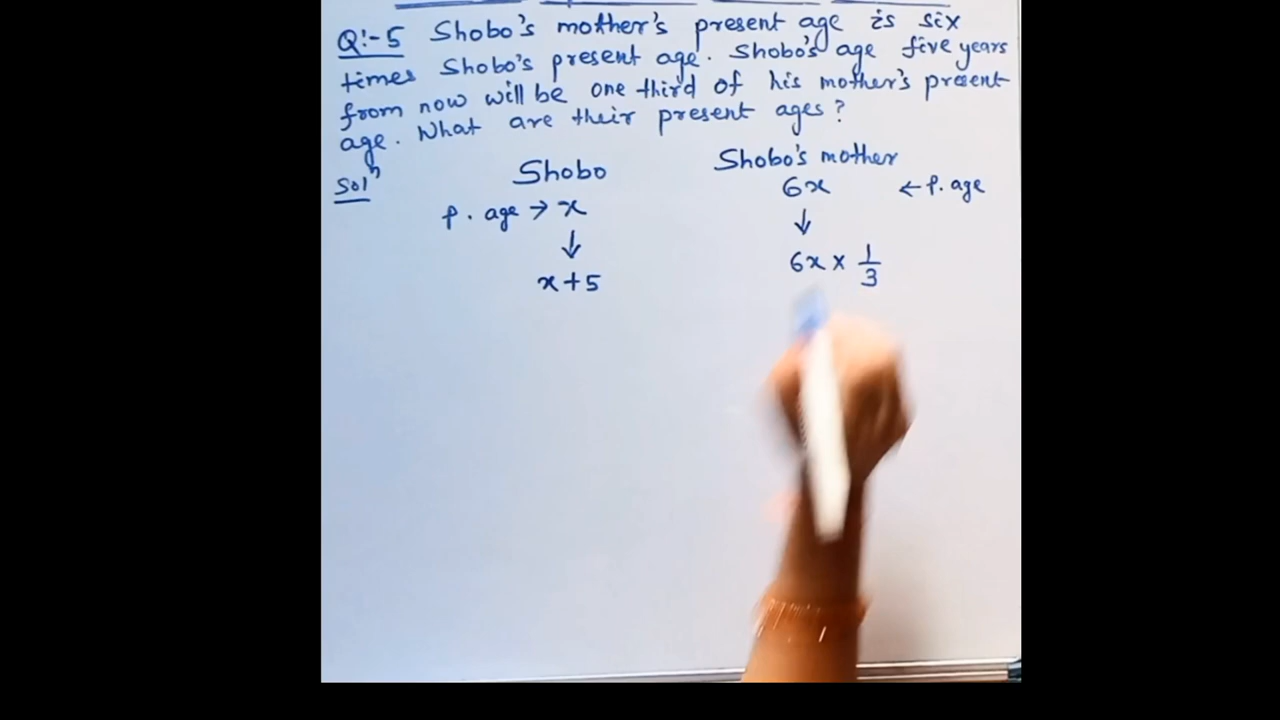 Q:-5 Shobo's mother's present age is six
times Shobo's present age. Shobo's age five years
from now will be one third of his mother's present
age. What are their present ages?
Solⁿ
Shobo Shobo's mother
p. age → x 6x ← p. age
↓ ↓
x+5 6x × 1/3